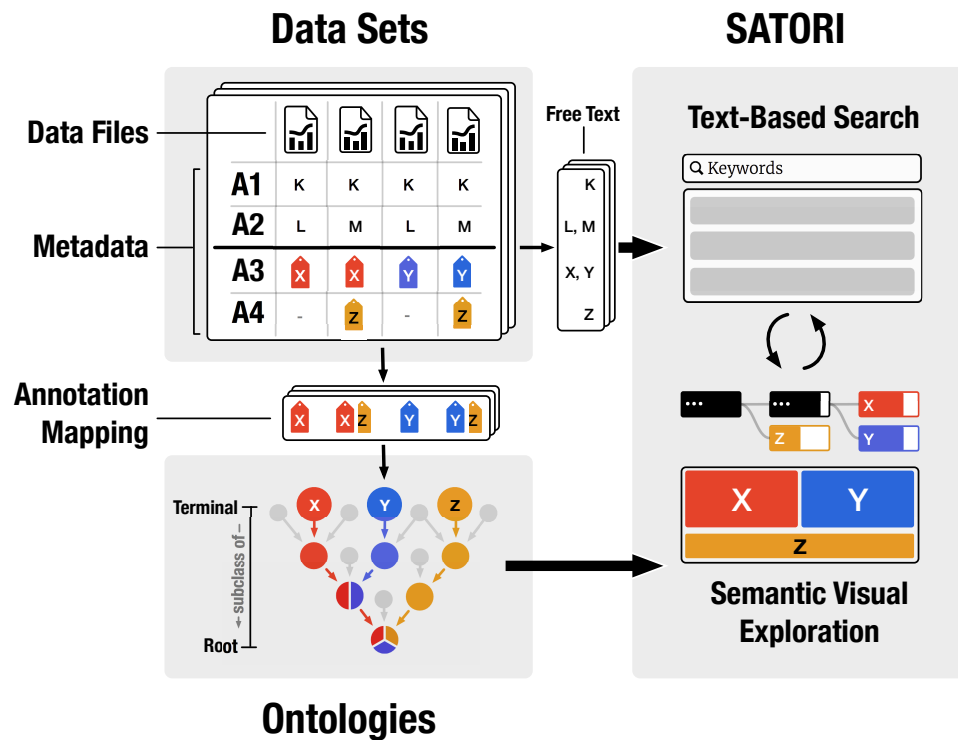 Data Sets
SATORI
Data Files
Free Text
Text-Based Search
Keywords
A1 K K K K
K
A2 L M L M
L, M
Metadada
A3 X X Y Y
X, Y
A4 - Z - Z
Z
Annotation
Mapping
X X Z Y Y Z
... ... X
Z Y
Terminal
X Y Z
X Y
Z
subclass of
Root
Semantic Visual
Exploration
Ontologies